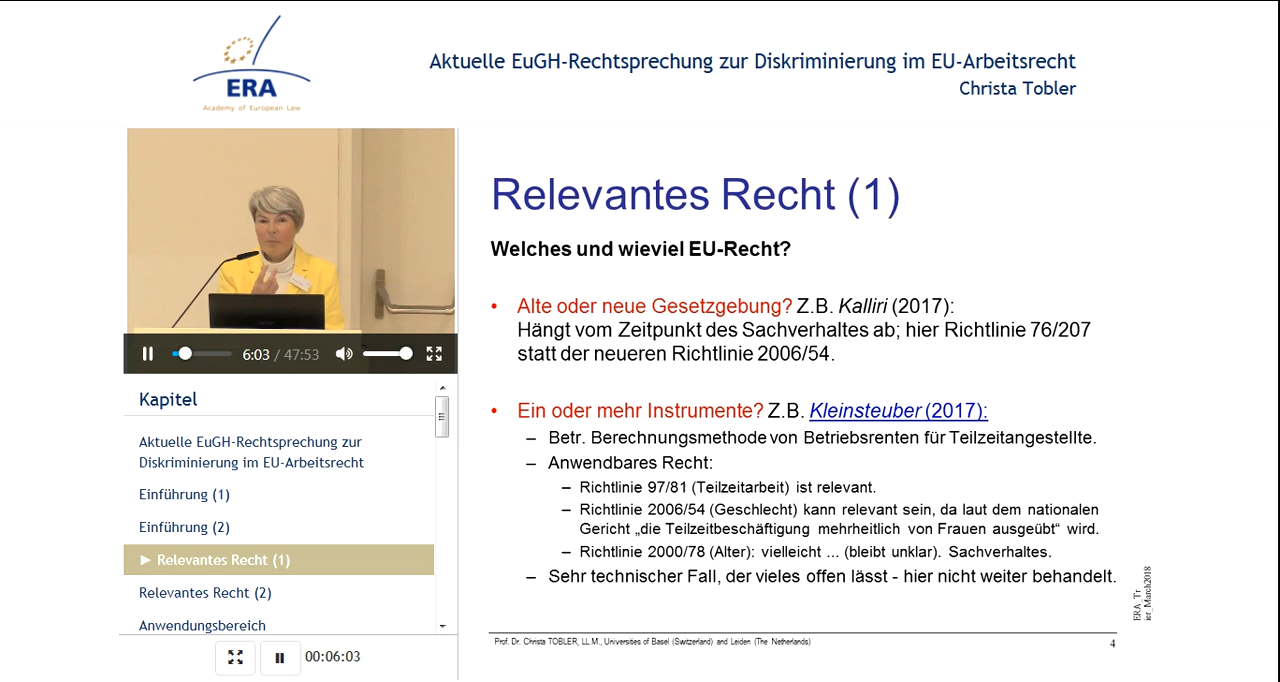 ERA
Academy of European Law
Aktuelle EuGH-Rechtsprechung zur Diskriminierung im EU-Arbeitsrecht
Christa Tobler
6:03 / 47:53
Kapitel
Aktuelle EuGH-Rechtsprechung zur
Diskriminierung im EU-Arbeitsrecht
Einführung (1)
Einführung (2)
► Relevantes Recht (1)
Relevantes Recht (2)
Anwendungsbereich
00:06:03
Relevantes Recht (1)
Welches und wieviel EU-Recht?
• Alte oder neue Gesetzgebung? Z.B. Kalliri (2017):
Hängt vom Zeitpunkt des Sachverhaltes ab; hier Richtlinie 76/207
statt der neueren Richtlinie 2006/54.
• Ein oder mehr Instrumente? Z.B. Kleinsteuber (2017):
– Betr. Berechnungsmethode von Betriebsrenten für Teilzeitangestellte.
– Anwendbares Recht:
– Richtlinie 97/81 (Teilzeitarbeit) ist relevant.
– Richtlinie 2006/54 (Geschlecht) kann relevant sein, da laut dem nationalen
Gericht „die Teilzeitbeschäftigung mehrheitlich von Frauen ausgeübt“ wird.
– Richtlinie 2000/78 (Alter): vielleicht ... (bleibt unklar). Sachverhaltes.
– Sehr technischer Fall, der vieles offen lässt - hier nicht weiter behandelt.
ERA_Tr
ier_March2018
Prof. Dr. Christa TOBLER, LL.M., Universities of Basel (Switzerland) and Leiden (The Netherlands)
4